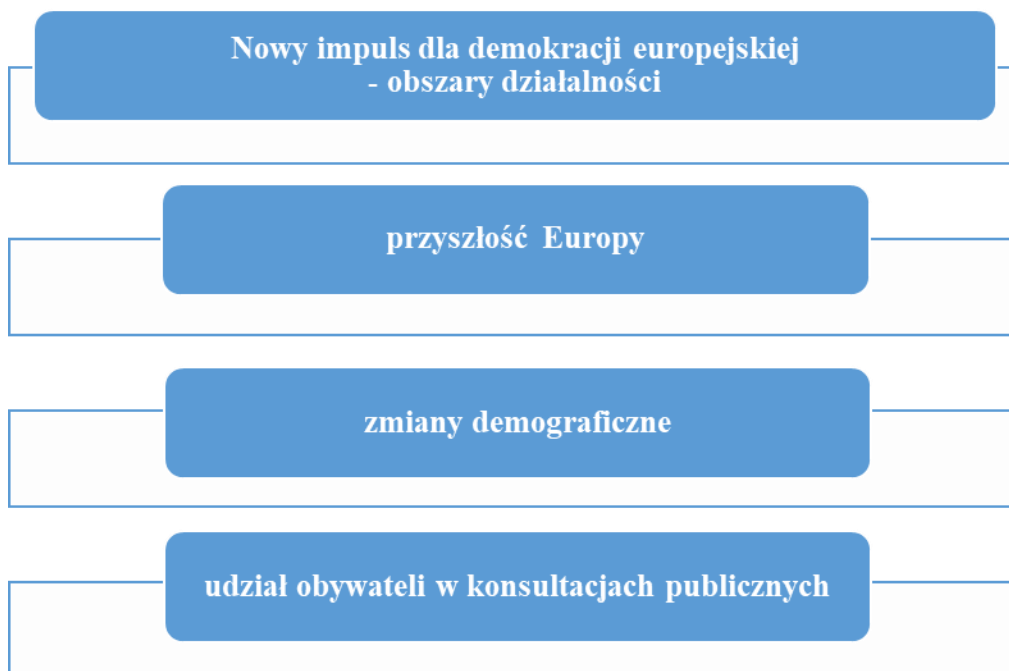 Nowy impuls dla demokracji europejskiej
- obszary działalności
przyszłość Europy
zmiany demograficzne
udział obywateli w konsultacjach publicznych